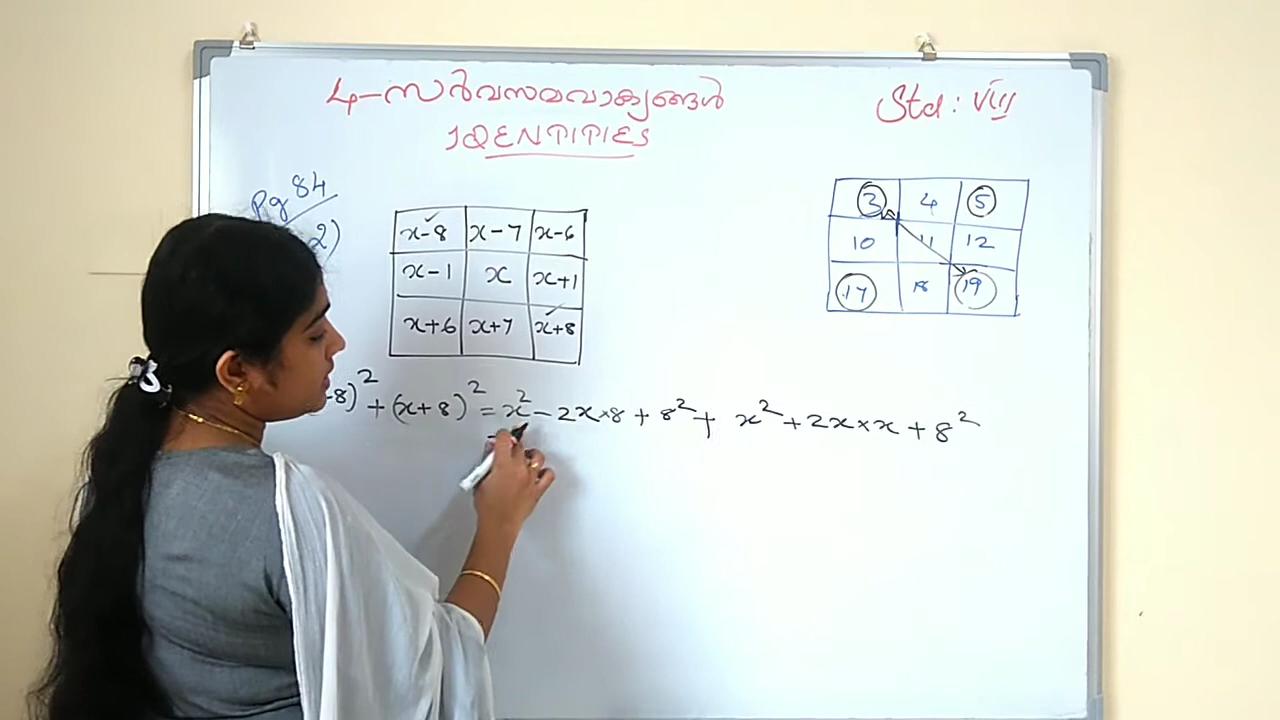 4-സർവസമവാക്യങ്ങൾ
IDENTITIES
Std : VIII
Pg 84
2)
x-8 x-7 x-6
x-1 x x+1
x+6 x+7 x+8
3 4 5
10 11 12
17 18 19
-8)² + (x+8)² = x² - 2x×8 + 8² + x² + 2x×x + 8²